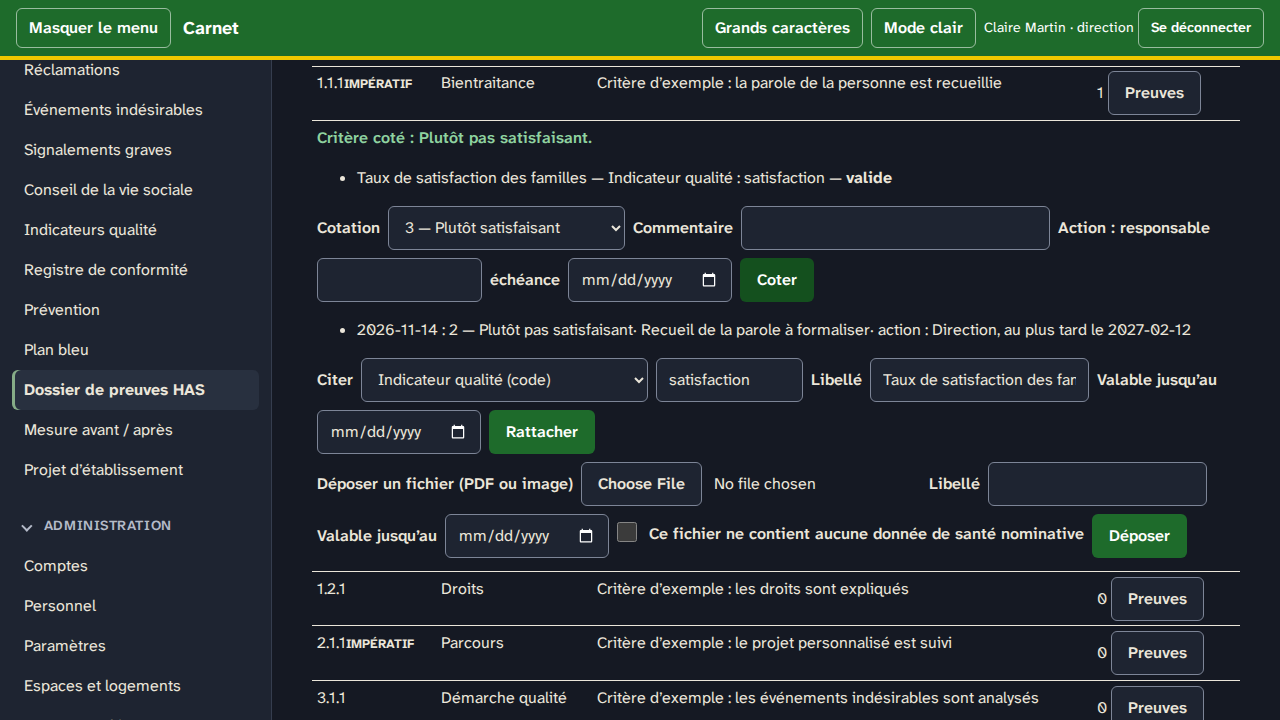 Masquer le menu
Carnet
Grands caractères
Mode clair
Claire Martin · direction
Se déconnecter
Réclamations
Événements indésirables
Signalements graves
Conseil de la vie sociale
Indicateurs qualité
Registre de conformité
Prévention
Plan bleu
Dossier de preuves HAS
Mesure avant / après
Projet d’établissement
ADMINISTRATION
Comptes
Personnel
Paramètres
Espaces et logements
1.1.1IMPÉRATIF Bientraitance Critère d’exemple : la parole de la personne est recueillie 1 Preuves
Critère coté : Plutôt pas satisfaisant.
• Taux de satisfaction des familles — Indicateur qualité : satisfaction — valide
Cotation 3 — Plutôt satisfaisant Commentaire Action : responsable
échéance mm/dd/yyyy Coter
• 2026-11-14 : 2 — Plutôt pas satisfaisant· Recueil de la parole à formaliser· action : Direction, au plus tard le 2027-02-12
Citer Indicateur qualité (code) satisfaction Libellé Taux de satisfaction des far Valable jusqu’au
mm/dd/yyyy Rattacher
Déposer un fichier (PDF ou image) Choose File No file chosen Libellé
Valable jusqu’au mm/dd/yyyy Ce fichier ne contient aucune donnée de santé nominative Déposer
1.2.1 Droits Critère d’exemple : les droits sont expliqués 0 Preuves
2.1.1IMPÉRATIF Parcours Critère d’exemple : le projet personnalisé est suivi 0 Preuves
3.1.1 Démarche qualité Critère d’exemple : les événements indésirables sont analysés 0 Preuves